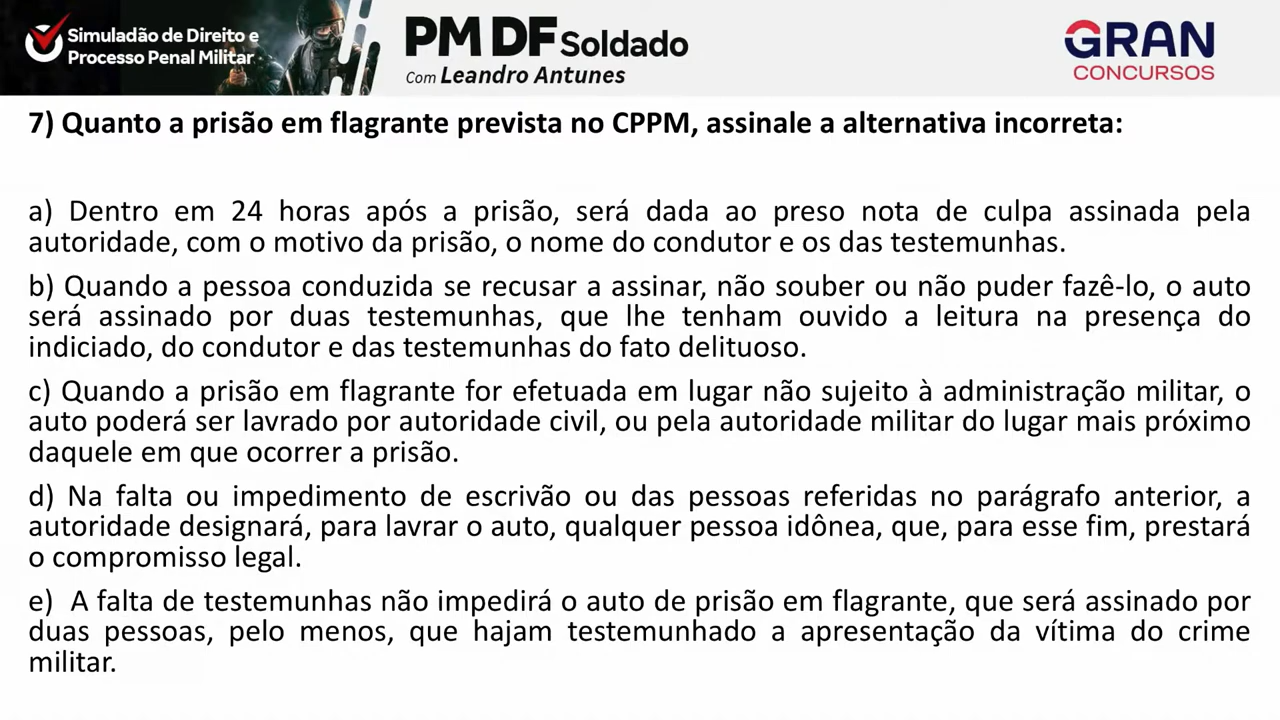 Simuladão de Direito e
Processo Penal Militar
PM DF Soldado
Com Leandro Antunes
GRAN
CONCURSOS
7) Quanto a prisão em flagrante prevista no CPPM, assinale a alternativa incorreta:
a) Dentro em 24 horas após a prisão, será dada ao preso nota de culpa assinada pela
autoridade, com o motivo da prisão, o nome do condutor e os das testemunhas.
b) Quando a pessoa conduzida se recusar a assinar, não souber ou não puder fazê-lo, o auto
será assinado por duas testemunhas, que lhe tenham ouvido a leitura na presença do
indiciado, do condutor e das testemunhas do fato delituoso.
c) Quando a prisão em flagrante for efetuada em lugar não sujeito à administração militar, o
auto poderá ser lavrado por autoridade civil, ou pela autoridade militar do lugar mais próximo
daquele em que ocorrer a prisão.
d) Na falta ou impedimento de escrivão ou das pessoas referidas no parágrafo anterior, a
autoridade designará, para lavrar o auto, qualquer pessoa idônea, que, para esse fim, prestará
o compromisso legal.
e) A falta de testemunhas não impedirá o auto de prisão em flagrante, que será assinado por
duas pessoas, pelo menos, que hajam testemunhado a apresentação da vítima do crime
militar.